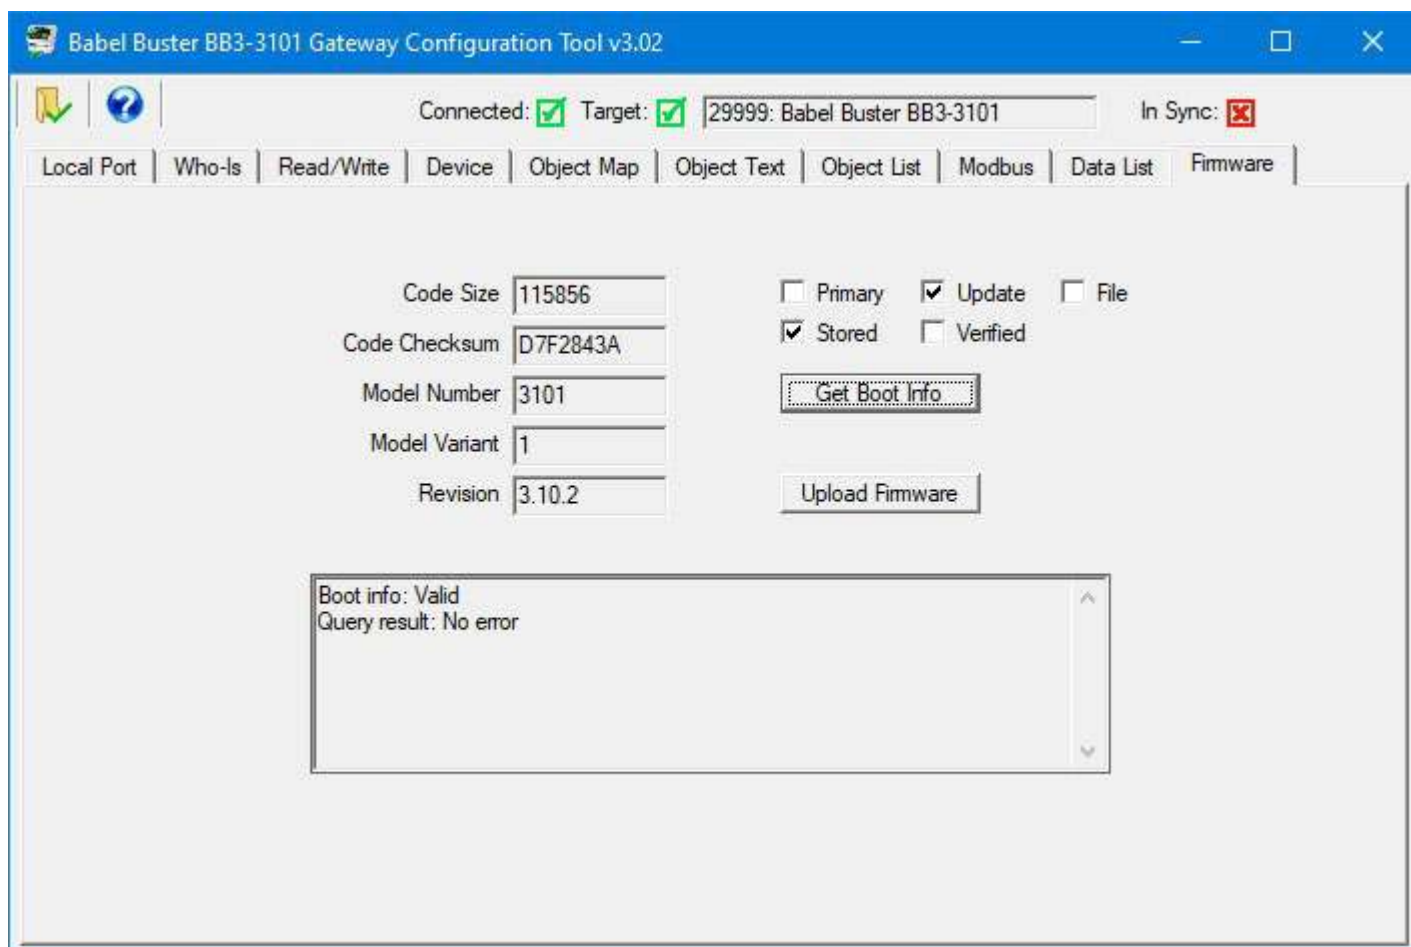 Babel Buster BB3-3101 Gateway Configuration Tool v3.02
Connected: Target: 29999: Babel Buster BB3-3101 In Sync:
Local Port Who-Is Read/Write Device Object Map Object Text Object List Modbus Data List Firmware
Code Size 115856 Primary Update File
Code Checksum D7F2843A Stored Verified
Model Number 3101 Get Boot Info
Model Variant 1
Revision 3.10.2 Upload Firmware
Boot info: Valid
Query result: No error